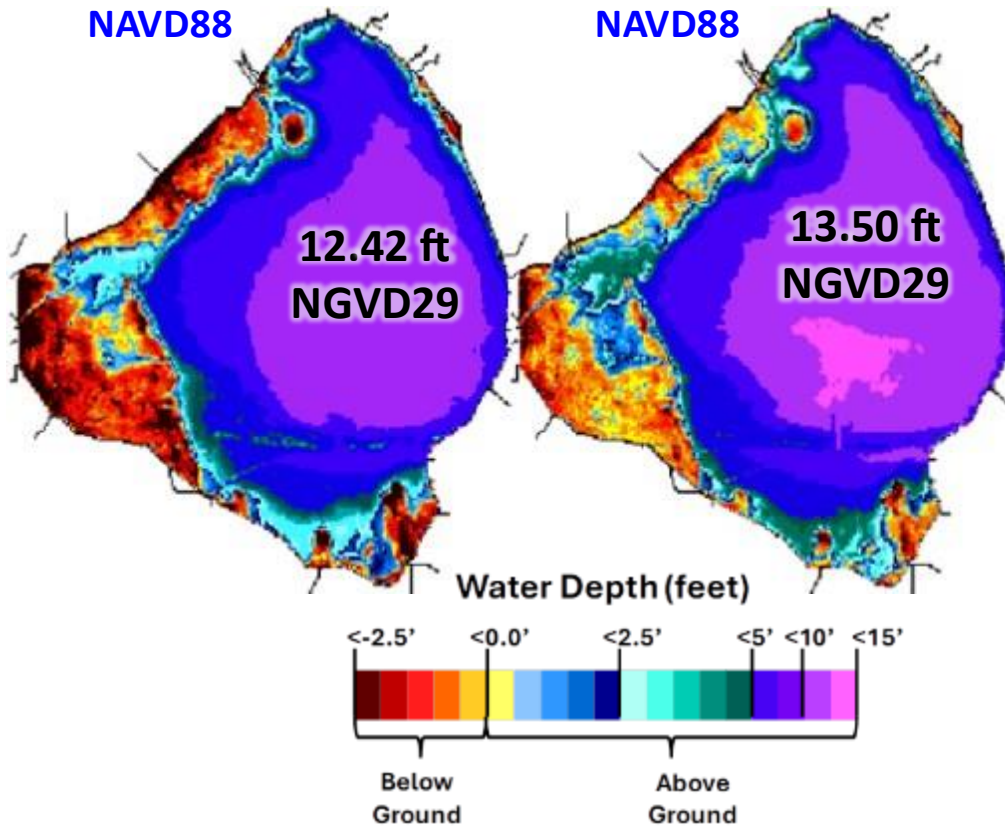 NAVD88
NAVD88
12.42 ft
NGVD29
13.50 ft
NGVD29
Water Depth (feet)
<-2.5' <0.0' <2.5' <5' <10' <15'
Below
Ground
Above
Ground